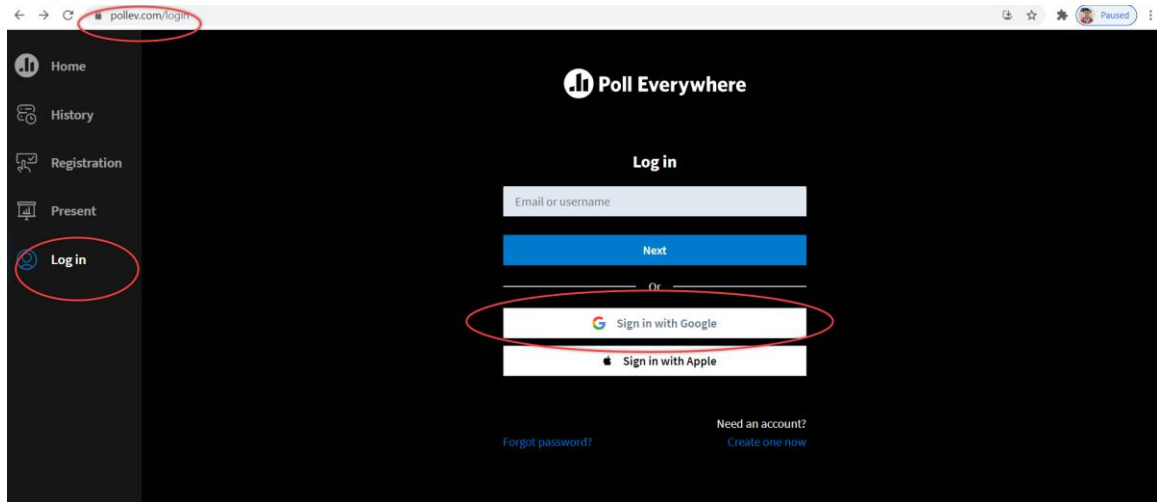 pollev.com/login
Paused
Home
History
Registration
Present
Log in
Poll Everywhere
Log in
Email or username
Next
Or
Sign in with Google
Sign in with Apple
Need an account?
Forgot password? Create one now